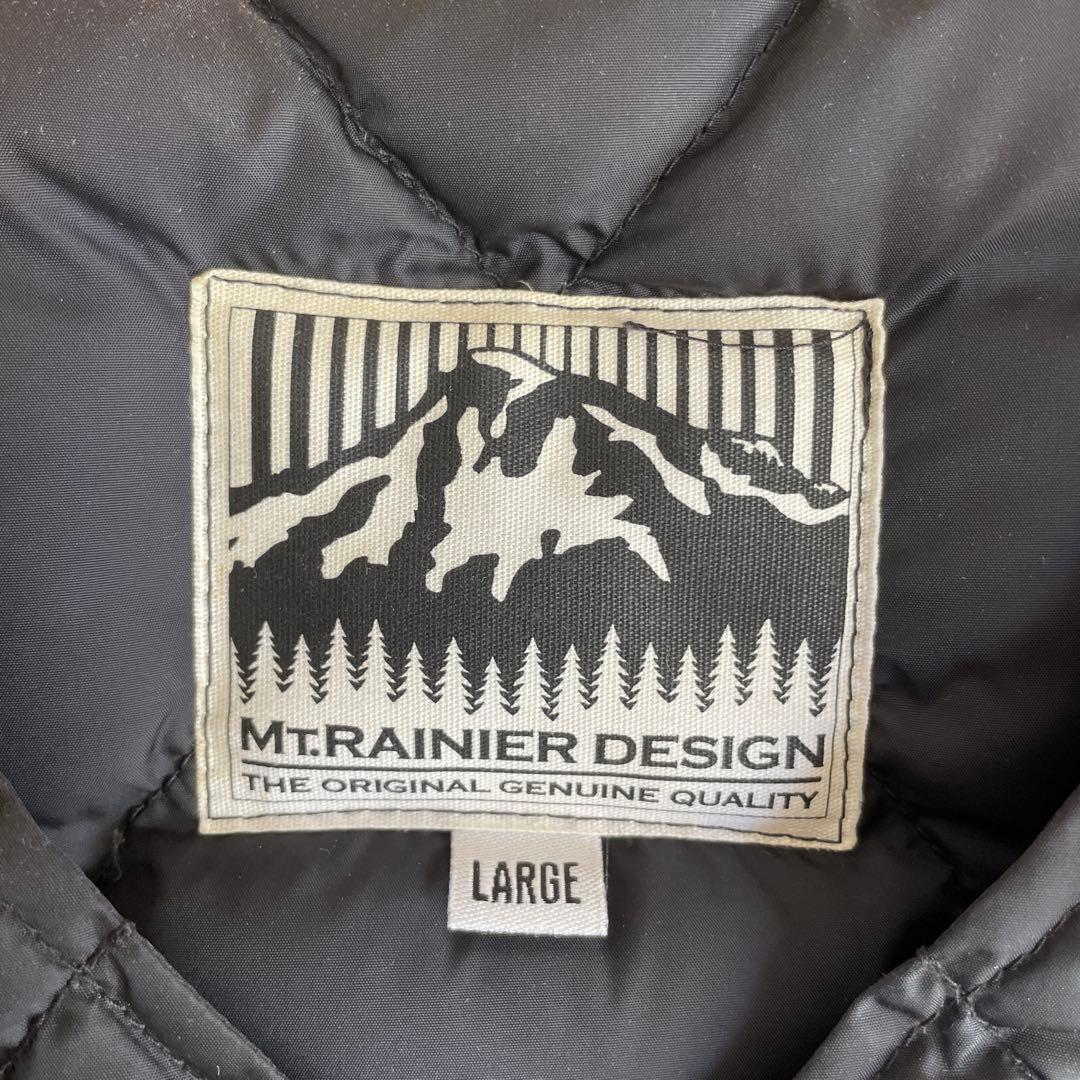 MT.RAINIER DESIGN
THE ORIGINAL GENUINE QUALITY
LARGE